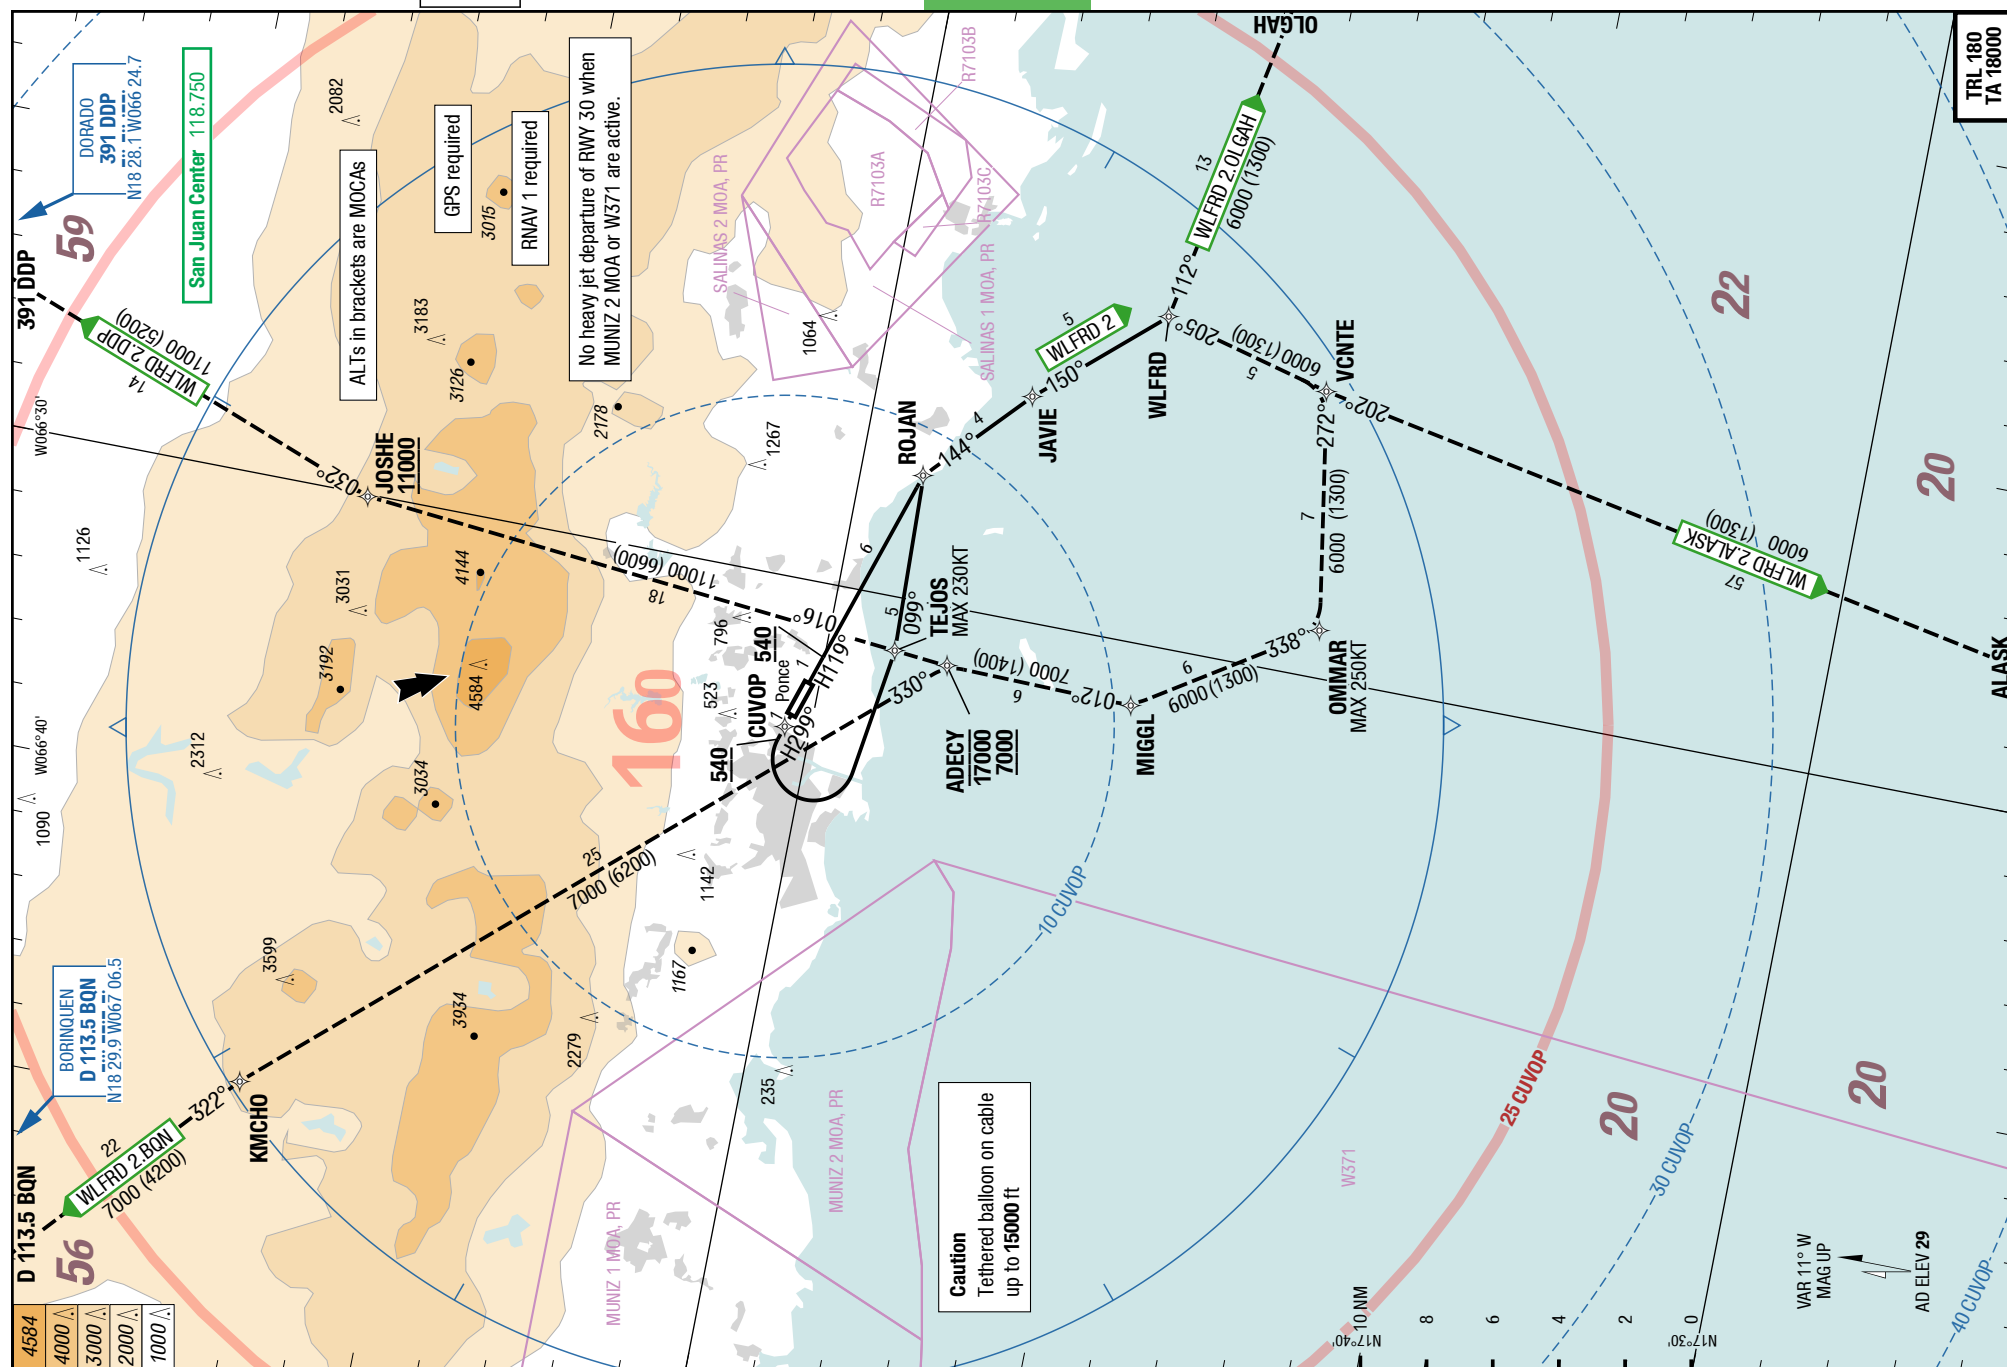 TRL 180
TA 18000
OLGAH
DORADO
391 DDP
N18 28.1 W066 24.7
San Juan Center 118.750
59
391 DDP
WLFRD 2.DDP
11000 (5200)
14
W066°30'
2082
ALTs in brackets are MOCAs
GPS required
RNAV 1 required
No heavy jet departure of RWY 30 when
MUNIZ 2 MOA or W371 are active.
3015
3183
3126
2178
SALINAS 2 MOA, PR
SALINAS 1 MOA, PR
R7103A
R7103B
R7103C
1064
1267
WLFRD 2.OLGAH
13
6000 (1300)
112°
WLFRD 2
5
150°
WLFRD
205°
6000 (1300)
5
VCNTE
202°
272°
7
6000 (1300)
WLFRD 2.ALASK
6000 (1300)
57
ALASK
22
20
JAVIE
144°
4
ROJAN
6
5
099°
TEJOS
MAX 230KT
JOSHE
11000
032°
11000 (6600)
18
016°
1126
3031
4144
3192
4584
796
523
540
CUVOP
1
Ponce
1
H119°
H299°
540
160
330°
ADECY
17000
7000
7000 (1400)
6
012°
MIGGL
6000 (1300)
9
338°
OMMAR
MAX 250KT
W066°40'
2312
1090
3034
25
7000 (6200)
1142
1167
3599
3934
2279
235
10 CUVOP
25 CUVOP
30 CUVOP
40 CUVOP
BORINQUEN
D 113.5 BQN
N18 29.9 W067 06.5
KMCHO
322°
WLFRD 2.BQN
22
7000 (4200)
D 113.5 BQN
56
MUNIZ 1 MOA, PR
MUNIZ 2 MOA, PR
W371
Caution
Tethered balloon on cable
up to 15000 ft
20
20
VAR 11° W
MAG UP
AD ELEV 29
10 NM
8
6
4
2
0
N17°40'
N17°30'
4584
4000
3000
2000
1000